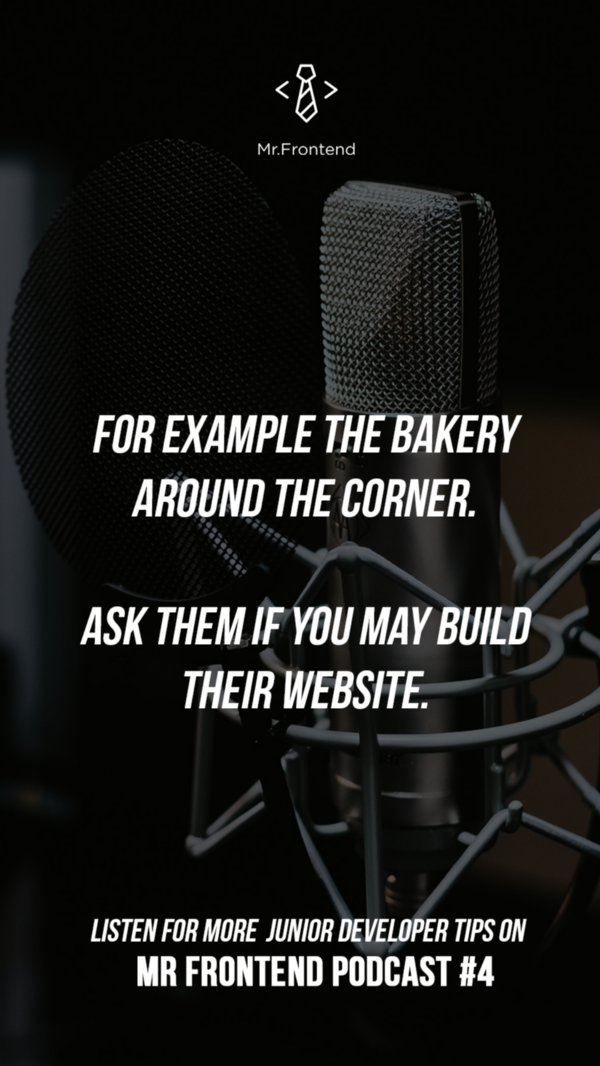 Mr.Frontend
FOR EXAMPLE THE BAKERY
AROUND THE CORNER.
ASK THEM IF YOU MAY BUILD
THEIR WEBSITE.
LISTEN FOR MORE JUNIOR DEVELOPER TIPS ON
MR FRONTEND PODCAST #4